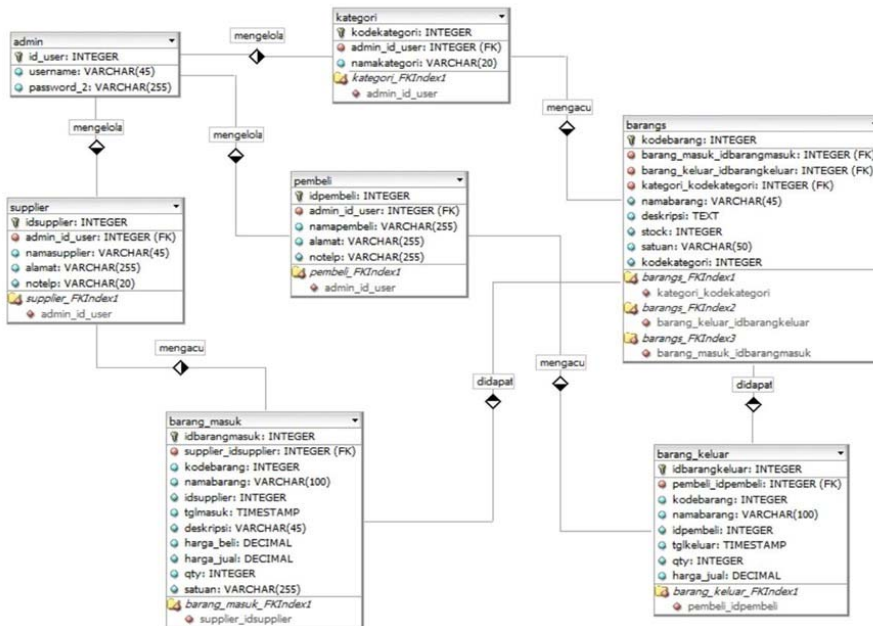 kategori
kodekategori: INTEGER
admin_id_user: INTEGER (FK)
namakategori: VARCHAR(20)
kategori_FKIndex1
admin_id_user
mengelola
admin
id_user: INTEGER
username: VARCHAR(45)
password_2: VARCHAR(255)
mengelola
mengelola
mengacu
barangs
kodebarang: INTEGER
barang_masuk_idbarangmasuk: INTEGER (FK)
barang_keluar_idbarangkeluar: INTEGER (FK)
kategori_kodekategori: INTEGER (FK)
namabarang: VARCHAR(45)
deskripsi: TEXT
stock: INTEGER
satuan: VARCHAR(50)
kodekategori: INTEGER
barangs_FKIndex1
kategori_kodekategori
barangs_FKIndex2
barang_keluar_idbarangkeluar
barangs_FKIndex3
barang_masuk_idbarangmasuk
pembeli
idpembeli: INTEGER
admin_id_user: INTEGER (FK)
namapembeli: VARCHAR(255)
alamat: VARCHAR(255)
notelp: VARCHAR(255)
pembeli_FKIndex1
admin_id_user
supplier
idsupplier: INTEGER
admin_id_user: INTEGER (FK)
namasupplier: VARCHAR(45)
alamat: VARCHAR(255)
notelp: VARCHAR(20)
supplier_FKIndex1
admin_id_user
mengacu
didapat
mengacu
didapat
barang_masuk
idbarangmasuk: INTEGER
supplier_idsupplier: INTEGER (FK)
kodebarang: INTEGER
namabarang: VARCHAR(100)
idsupplier: INTEGER
tglmasuk: TIMESTAMP
deskripsi: VARCHAR(45)
harga_beli: DECIMAL
harga_jual: DECIMAL
qty: INTEGER
satuan: VARCHAR(255)
barang_masuk_FKIndex1
supplier_idsupplier
barang_keluar
idbarangkeluar: INTEGER
pembeli_idpembeli: INTEGER (FK)
kodebarang: INTEGER
namabarang: VARCHAR(100)
idpembeli: INTEGER
tglkeluar: TIMESTAMP
qty: INTEGER
harga_jual: DECIMAL
barang_keluar_FKIndex1
pembeli_idpembeli